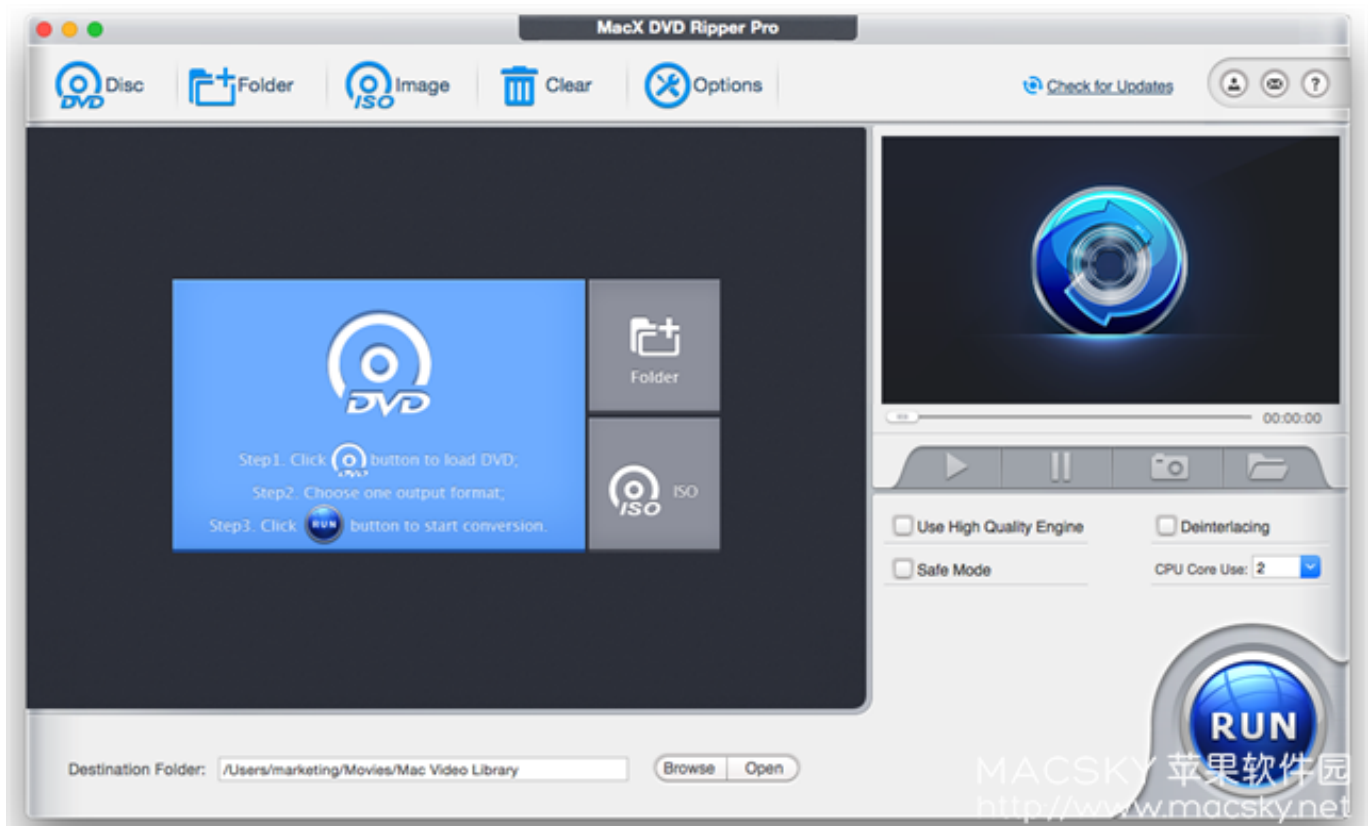 MacX DVD Ripper Pro
DVD Disc
Folder
ISO Image
Clear
Options
Check for Updates
?
DVD
Folder
Step1. Click DVD button to load DVD;
Step2. Choose one output format;
Step3. Click RUN button to start conversion.
ISO ISO
00:00:00
Use High Quality Engine
Deinterlacing
Safe Mode
CPU Core Use: 2
RUN
Destination Folder: /Users/marketing/Movies/Mac Video Library Browse Open
MACSKY 苹果软件园
http://www.macsky.net